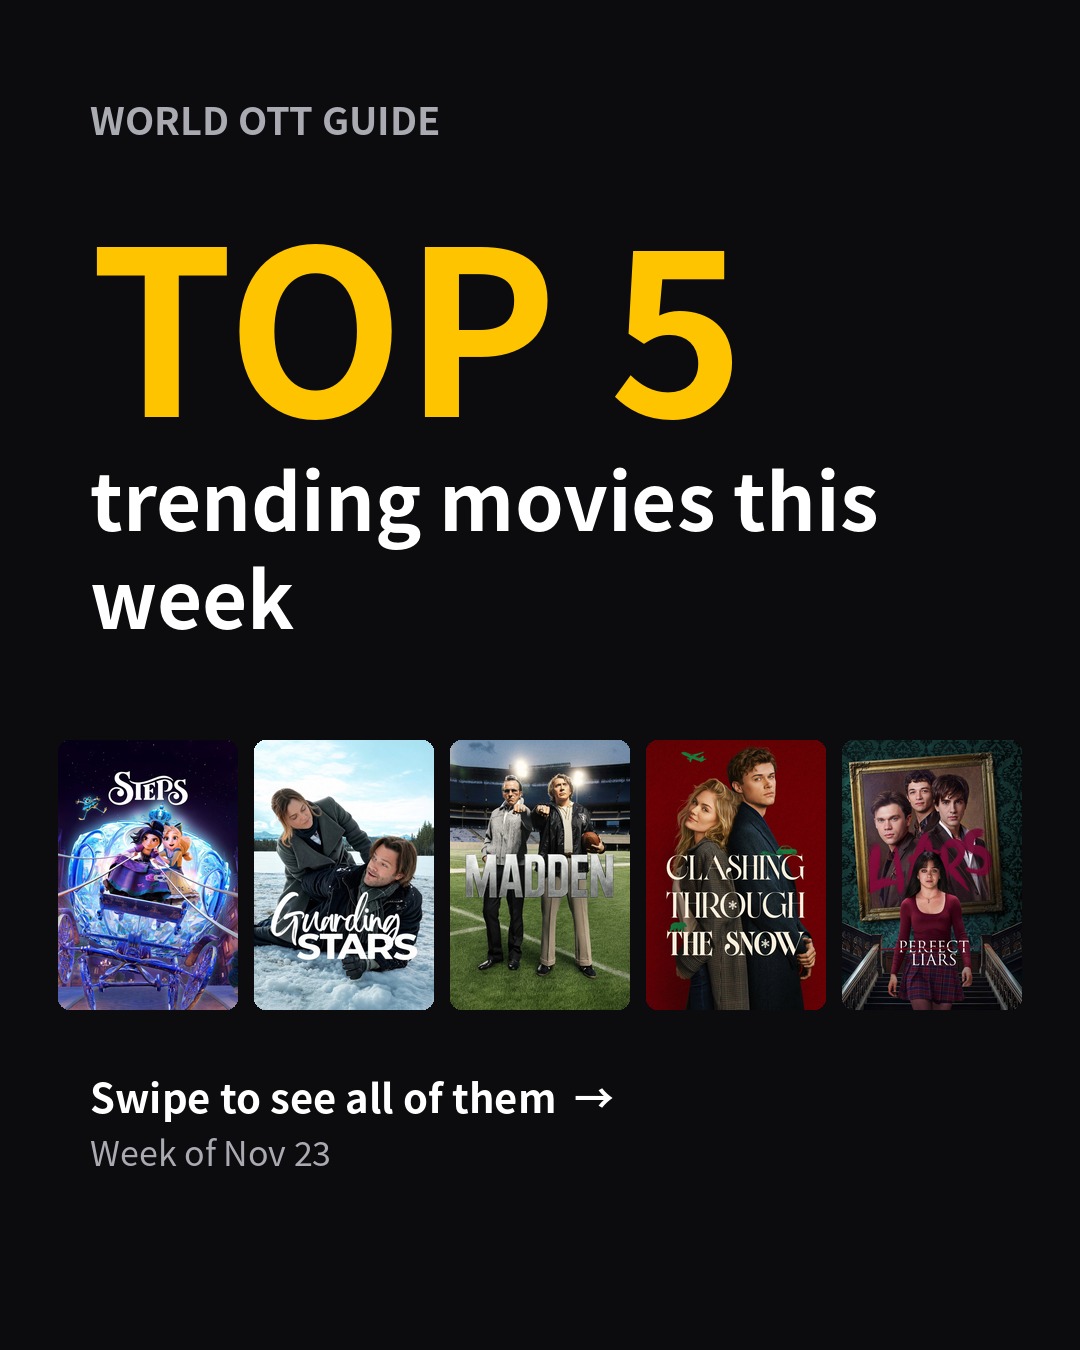 WORLD OTT GUIDE
TOP 5
trending movies this
week
STEPS
Guarding
STARS
MADDEN
CLASHING
THROUGH
THE SNOW
LIARS
PERFECT
LIARS
Swipe to see all of them →
Week of Nov 23